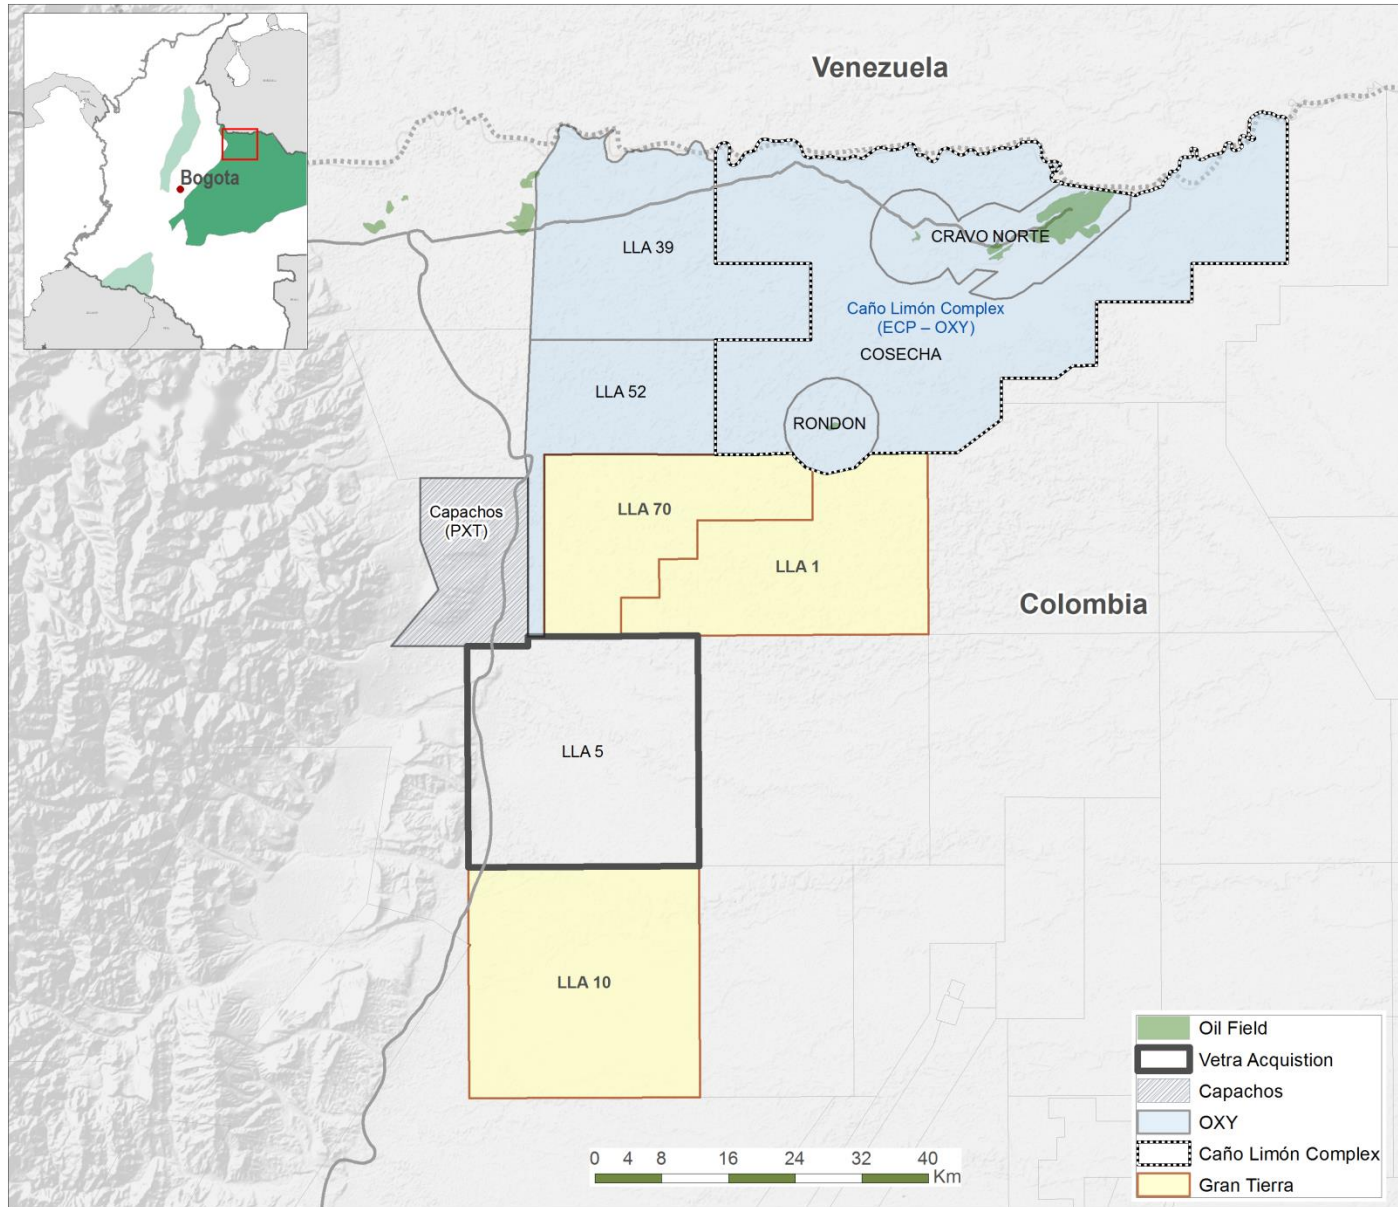 Bogota
Venezuela
LLA 39
CRAVO NORTE
Caño Limón Complex
(ECP – OXY)
COSECHA
LLA 52
RONDON
Capachos
(PXT)
LLA 70
LLA 1
Colombia
LLA 5
LLA 10
0 4 8 16 24 32 40
Km
Oil Field
Vetra Acquistion
Capachos
OXY
Caño Limón Complex
Gran Tierra